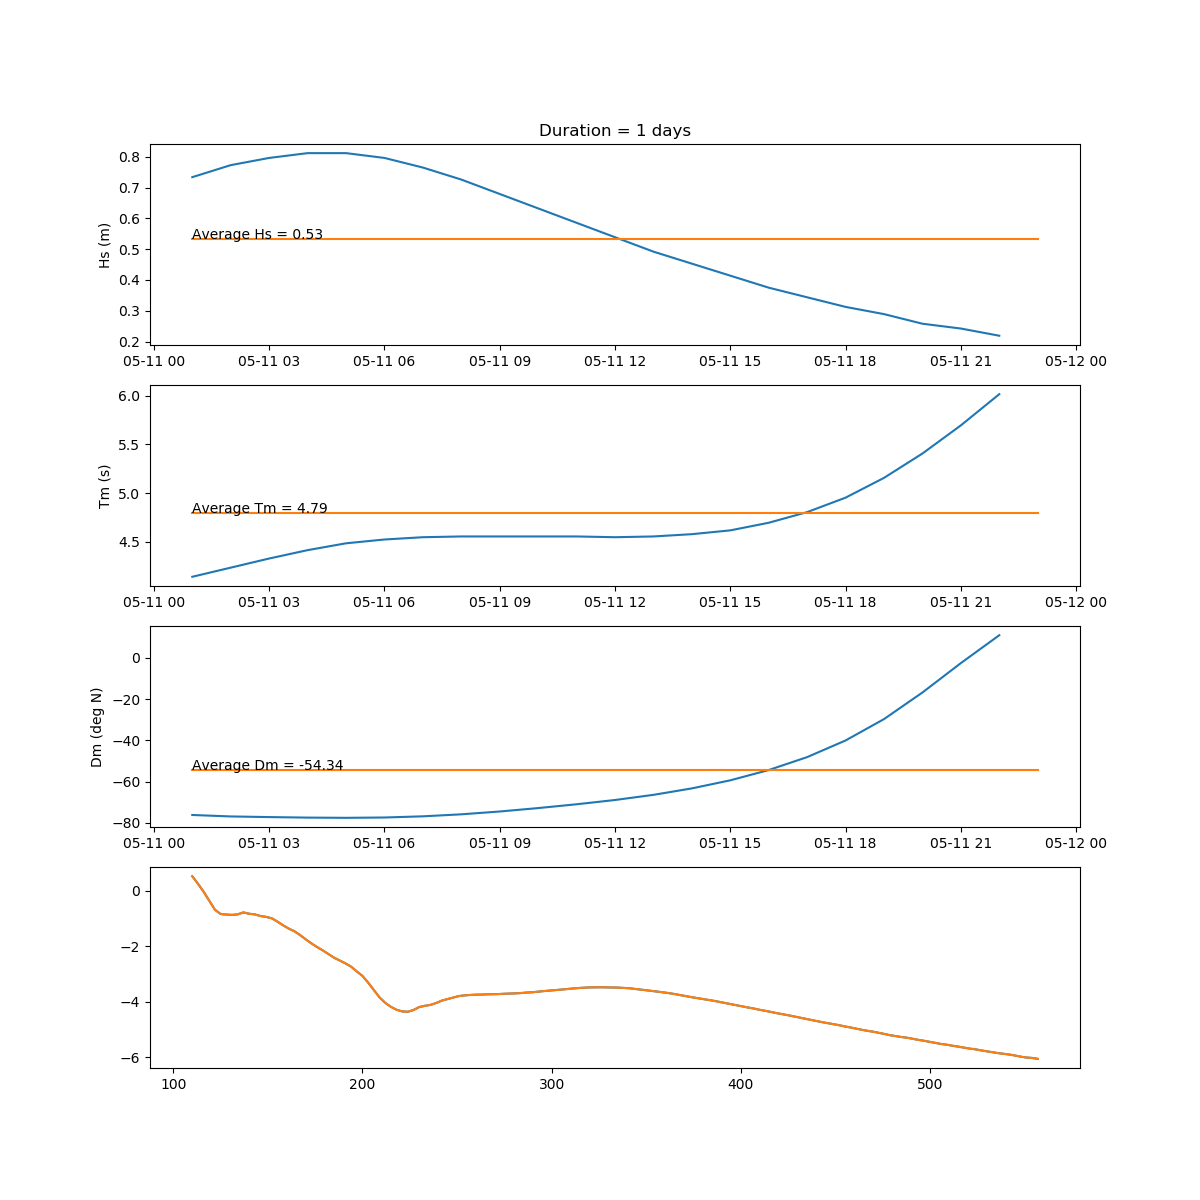 Duration = 1 days
0.8
0.7
0.6
0.5
0.4
0.3
0.2
Hs (m)
Average Hs = 0.53
05-11 00 05-11 03 05-11 06 05-11 09 05-11 12 05-11 15 05-11 18 05-11 21 05-12 00
6.0
5.5
5.0
4.5
Tm (s)
Average Tm = 4.79
05-11 00 05-11 03 05-11 06 05-11 09 05-11 12 05-11 15 05-11 18 05-11 21 05-12 00
0
−20
−40
−60
−80
Dm (deg N)
Average Dm = -54.34
05-11 00 05-11 03 05-11 06 05-11 09 05-11 12 05-11 15 05-11 18 05-11 21 05-12 00
0
−2
−4
−6
100 200 300 400 500